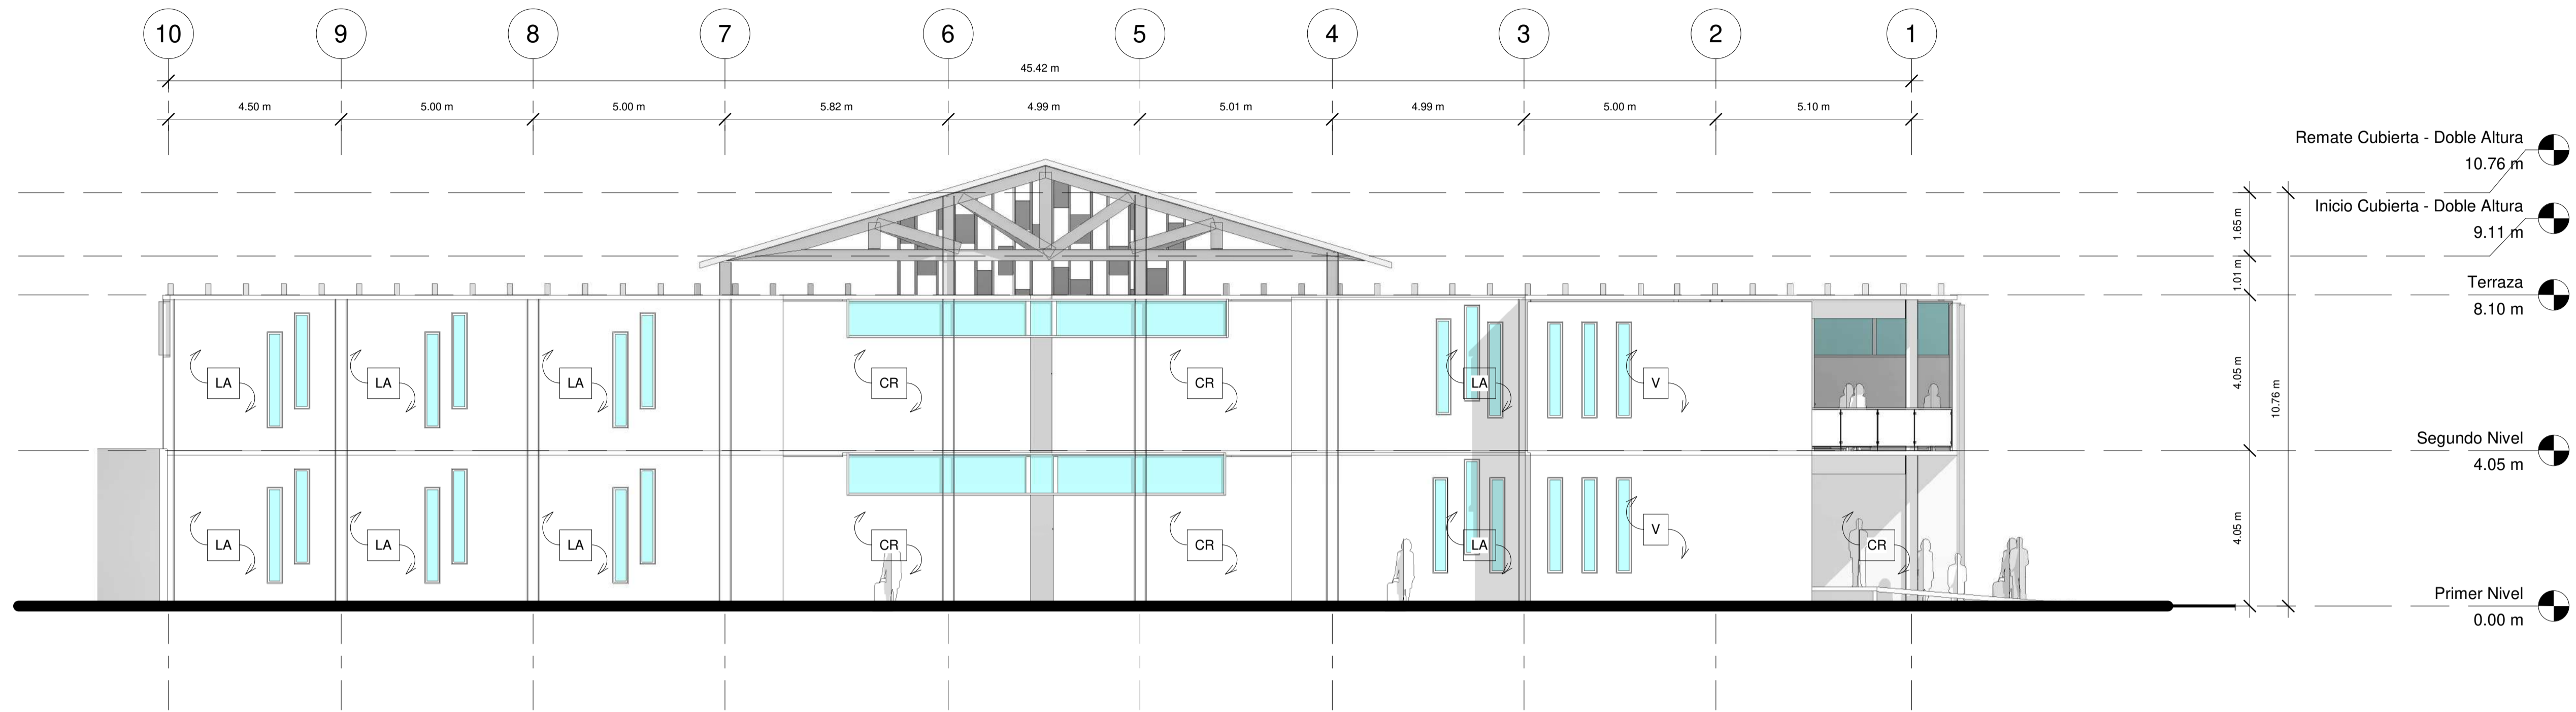 10 9 8 7 6 5 4 3 2 1
45.42 m
4.50 m 5.00 m 5.00 m 5.82 m 4.99 m 5.01 m 4.99 m 5.00 m 5.10 m
Remate Cubierta - Doble Altura
10.76 m
Inicio Cubierta - Doble Altura
9.11 m
1.65 m
1.01 m
Terraza
8.10 m
LA LA LA CR CR LA V
4.05 m
10.76 m
Segundo Nivel
4.05 m
LA LA LA CR CR LA V CR
4.05 m
Primer Nivel
0.00 m